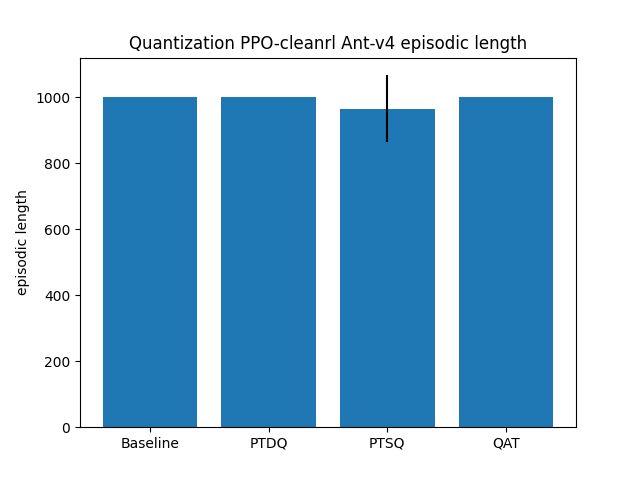 Quantization PPO-cleanrl Ant-v4 episodic length
episodic length
1000
800
600
400
200
0
Baseline PTDQ PTSQ QAT